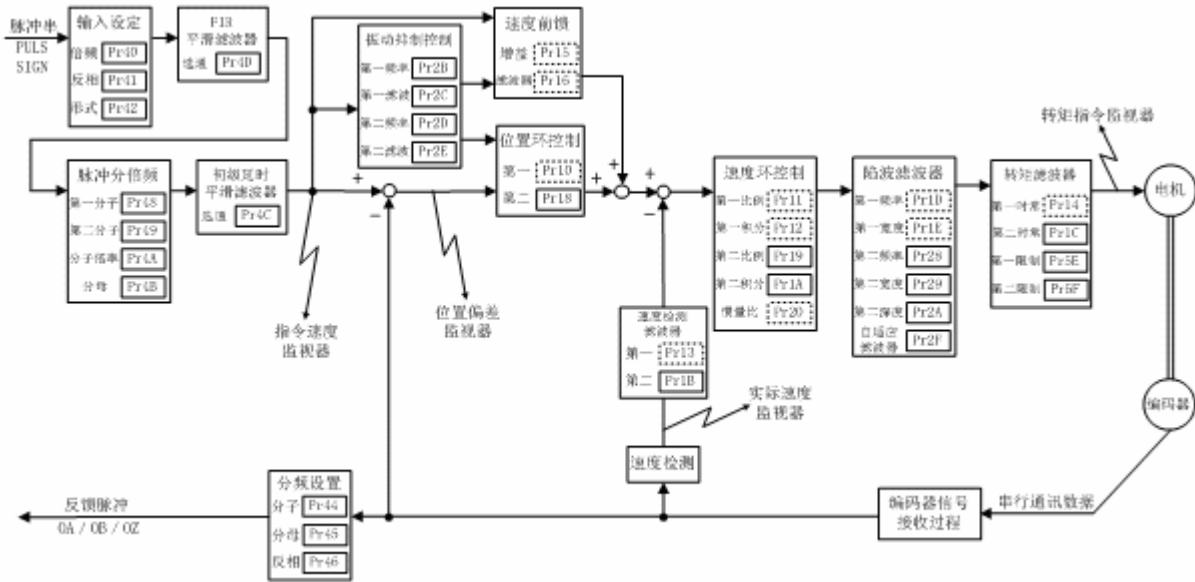 脉冲串
PULS
SIGN
输入设定
倍频 Pr40
反相 Pr41
形式 Pr42
平滑滤波器
选通 Pr4D
振动抑制控制
第一频率 Pr2B
第一滤波 Pr2C
第二频率 Pr2D
第二滤波 Pr2E
速度前馈
增益 Pr15
滤波器 Pr16
位置环控制
第一 Pr10
第二 Pr18
脉冲分倍频
第一分子 Pr48
第二分子 Pr49
分子倍率 Pr4A
分母 Pr4B
初级延时
平滑滤波器
选通 Pr4C
+
−
+
+
+
−
速度环控制
第一比例 Pr11
第一积分 Pr12
第二比例 Pr19
第二积分 Pr1A
惯量比 Pr20
陷波滤波器
第一频率 Pr1D
第一宽度 Pr1E
第二频率 Pr28
第二宽度 Pr29
第二深度 Pr2A
自适应
滤波器 Pr2F
转矩滤波器
第一时常 Pr14
第二时常 Pr1C
第一限制 Pr5E
第二限制 Pr5F
转矩指令监视器
电机
编码器
指令速度
监视器
位置偏差
监视器
速度检测
滤波器
第一 Pr13
第二 Pr1B
实际速度
监视器
速度检测
分频设置
分子 Pr44
分母 Pr45
反相 Pr46
反馈脉冲
OA / OB / OZ
编码器信号
接收过程
串行通讯数据